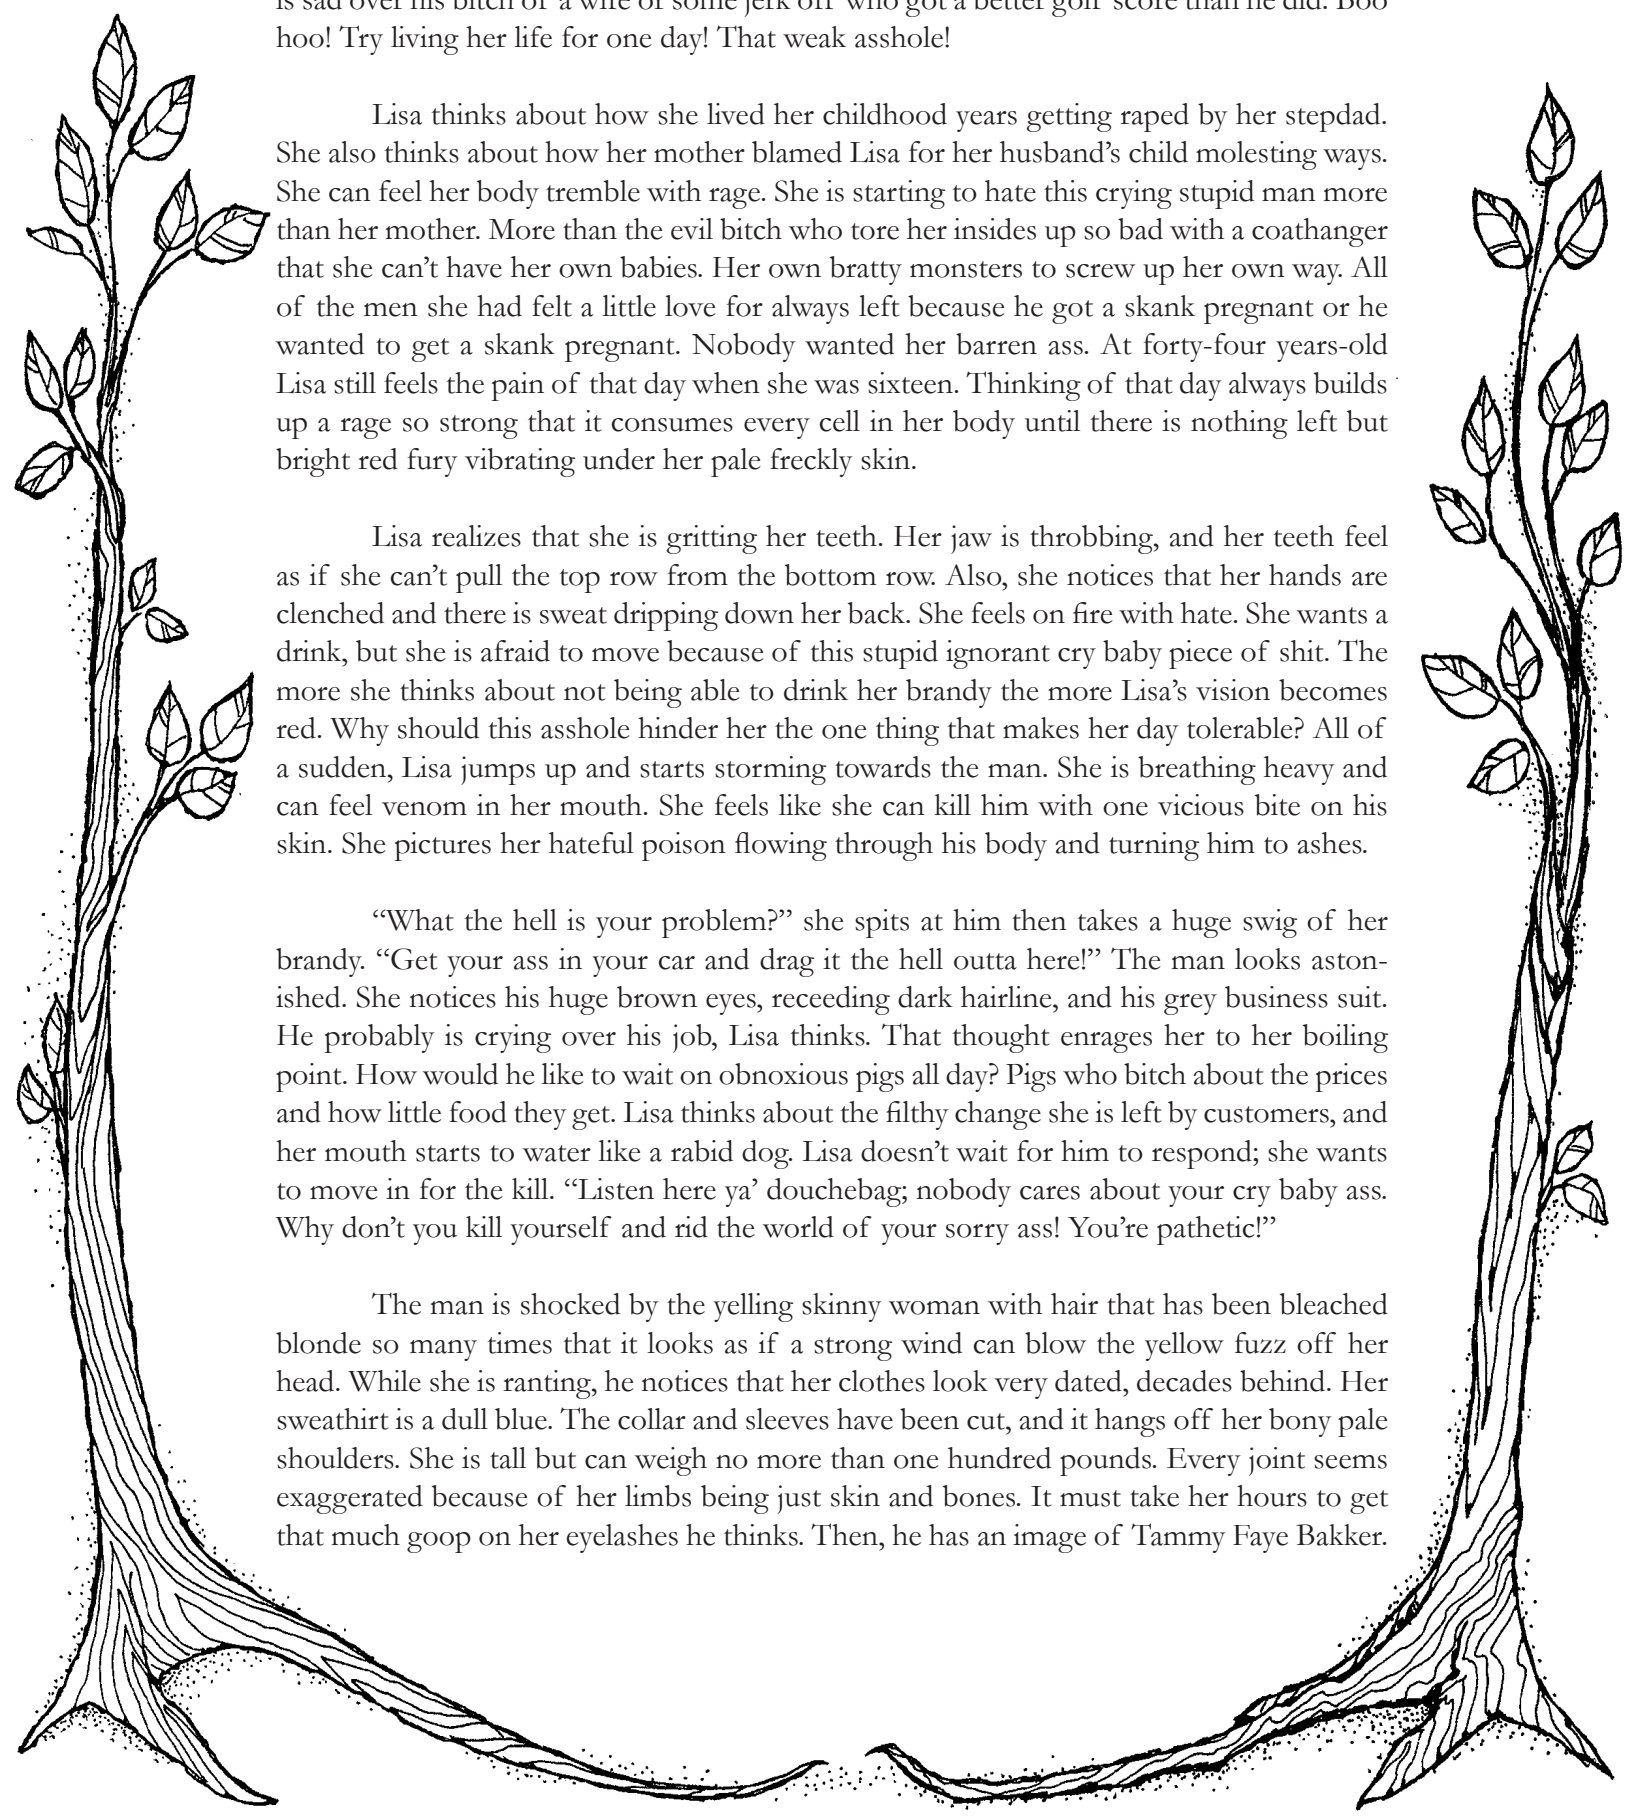 is sad over his bitch of a wife or some jerk off who got a better golf score than he did. Boo
hoo! Try living her life for one day! That weak asshole!
Lisa thinks about how she lived her childhood years getting raped by her stepdad.
She also thinks about how her mother blamed Lisa for her husband’s child molesting ways.
She can feel her body tremble with rage. She is starting to hate this crying stupid man more
than her mother. More than the evil bitch who tore her insides up so bad with a coathanger
that she can’t have her own babies. Her own bratty monsters to screw up her own way. All
of the men she had felt a little love for always left because he got a skank pregnant or he
wanted to get a skank pregnant. Nobody wanted her barren ass. At forty-four years-old
Lisa still feels the pain of that day when she was sixteen. Thinking of that day always builds
up a rage so strong that it consumes every cell in her body until there is nothing left but
bright red fury vibrating under her pale freckly skin.
Lisa realizes that she is gritting her teeth. Her jaw is throbbing, and her teeth feel
as if she can’t pull the top row from the bottom row. Also, she notices that her hands are
clenched and there is sweat dripping down her back. She feels on fire with hate. She wants a
drink, but she is afraid to move because of this stupid ignorant cry baby piece of shit. The
more she thinks about not being able to drink her brandy the more Lisa’s vision becomes
red. Why should this asshole hinder her the one thing that makes her day tolerable? All of
a sudden, Lisa jumps up and starts storming towards the man. She is breathing heavy and
can feel venom in her mouth. She feels like she can kill him with one vicious bite on his
skin. She pictures her hateful poison flowing through his body and turning him to ashes.
“What the hell is your problem?” she spits at him then takes a huge swig of her
brandy. “Get your ass in your car and drag it the hell outta here!” The man looks aston-
ished. She notices his huge brown eyes, receeding dark hairline, and his grey business suit.
He probably is crying over his job, Lisa thinks. That thought enrages her to her boiling
point. How would he like to wait on obnoxious pigs all day? Pigs who bitch about the prices
and how little food they get. Lisa thinks about the filthy change she is left by customers, and
her mouth starts to water like a rabid dog. Lisa doesn’t wait for him to respond; she wants
to move in for the kill. “Listen here ya’ douchebag; nobody cares about your cry baby ass.
Why don’t you kill yourself and rid the world of your sorry ass! You’re pathetic!”
The man is shocked by the yelling skinny woman with hair that has been bleached
blonde so many times that it looks as if a strong wind can blow the yellow fuzz off her
head. While she is ranting, he notices that her clothes look very dated, decades behind. Her
sweathirt is a dull blue. The collar and sleeves have been cut, and it hangs off her bony pale
shoulders. She is tall but can weigh no more than one hundred pounds. Every joint seems
exaggerated because of her limbs being just skin and bones. It must take her hours to get
that much goop on her eyelashes he thinks. Then, he has an image of Tammy Faye Bakker.